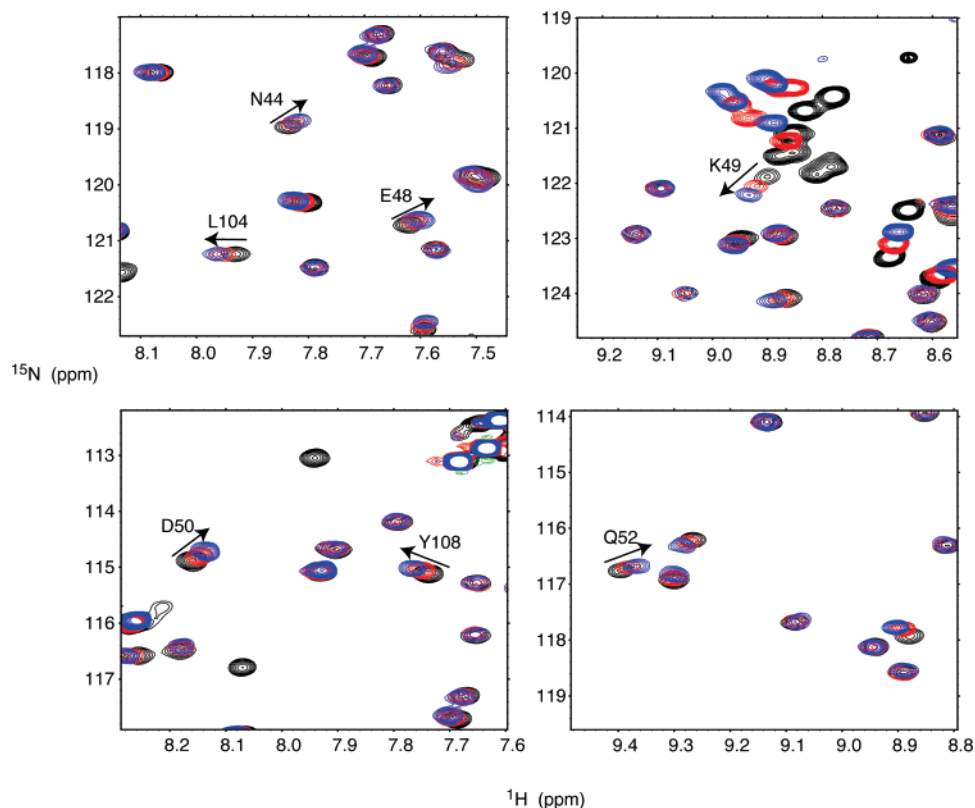 118
119
120
121
122
N44
E48
L104
8.1 8.0 7.9 7.8 7.7 7.6 7.5
119
120
121
122
123
124
K49
9.2 9.1 9.0 8.9 8.8 8.7 8.6
15N (ppm)
113
114
115
116
117
D50
Y108
8.2 8.1 8.0 7.9 7.8 7.7 7.6
114
115
116
117
118
119
Q52
9.4 9.3 9.2 9.1 9.0 8.9 8.8
1H (ppm)